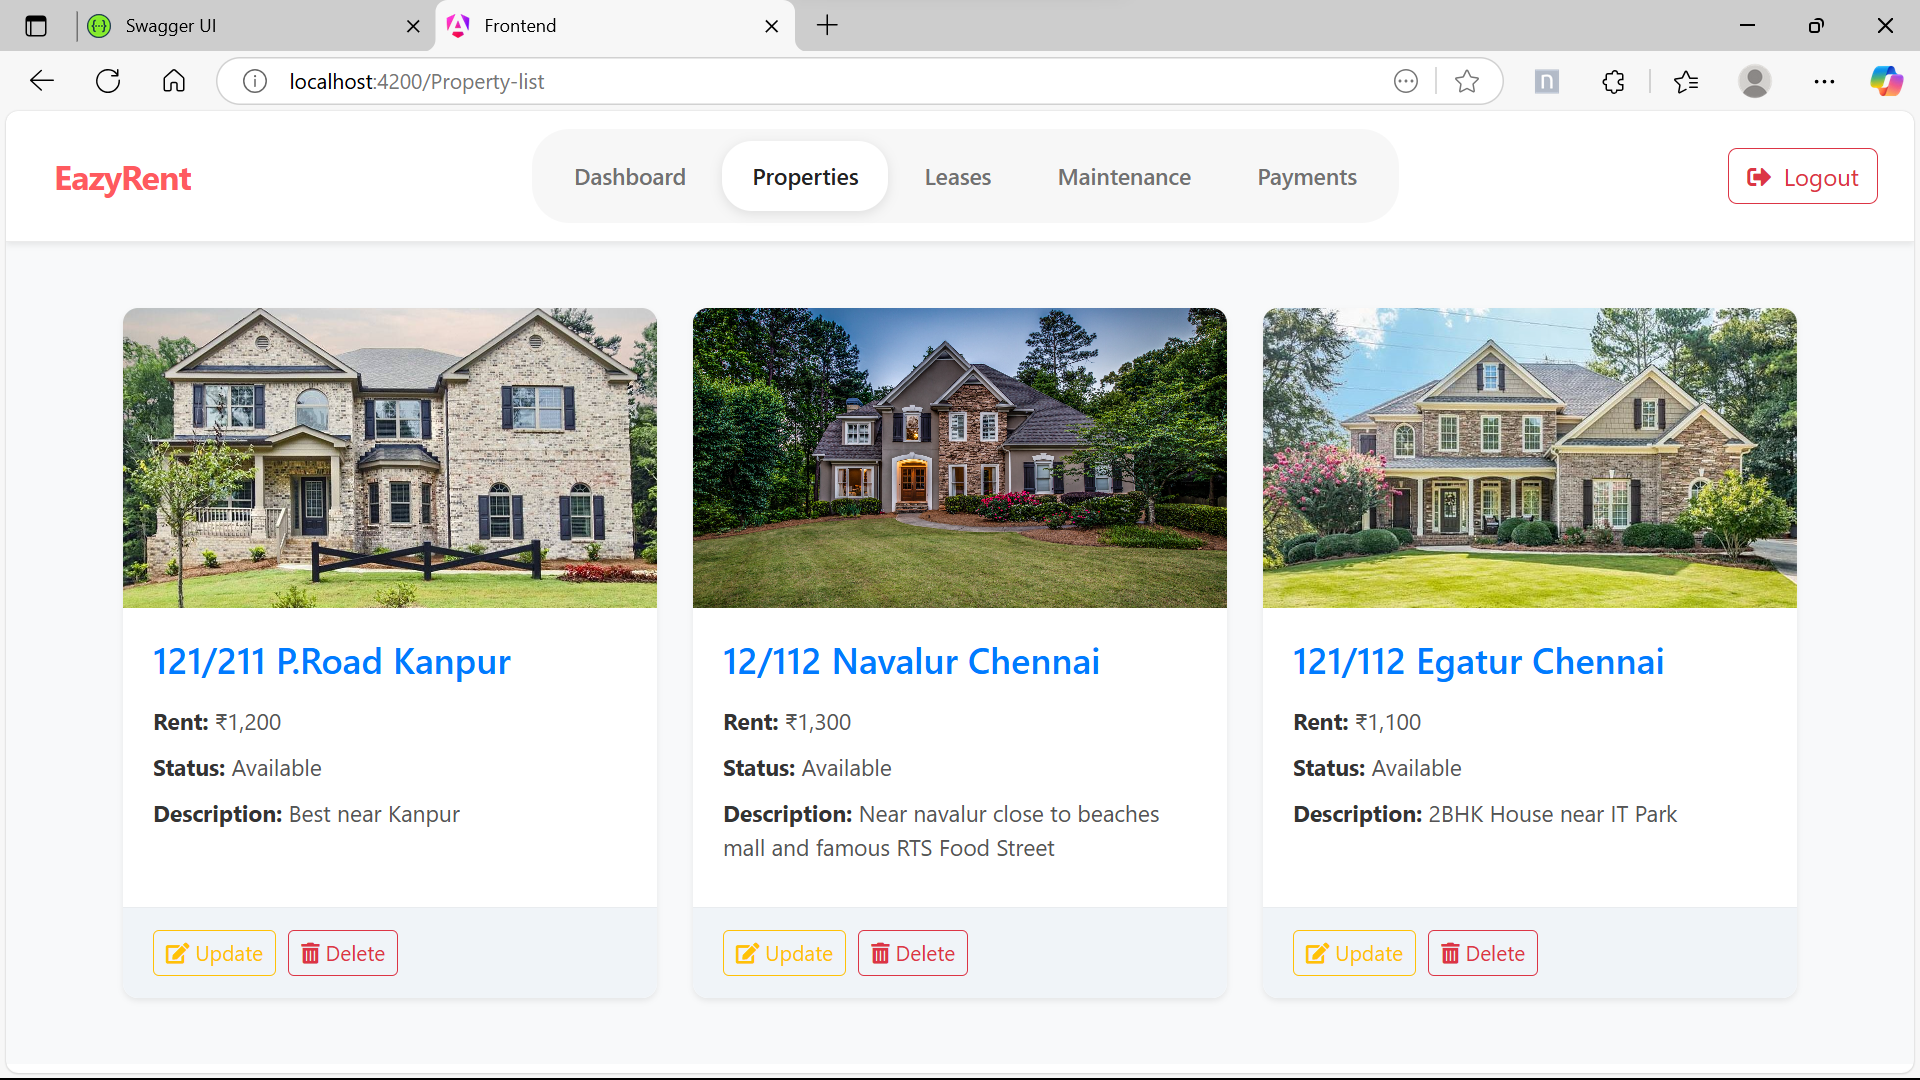 Swagger UI
Frontend
localhost:4200/Property-list
n
EazyRent
Dashboard
Properties
Leases
Maintenance
Payments
Logout
121/211 P.Road Kanpur
Rent: ₹1,200
Status: Available
Description: Best near Kanpur
Update
Delete
12/112 Navalur Chennai
Rent: ₹1,300
Status: Available
Description: Near navalur close to beaches
mall and famous RTS Food Street
Update
Delete
121/112 Egatur Chennai
Rent: ₹1,100
Status: Available
Description: 2BHK House near IT Park
Update
Delete